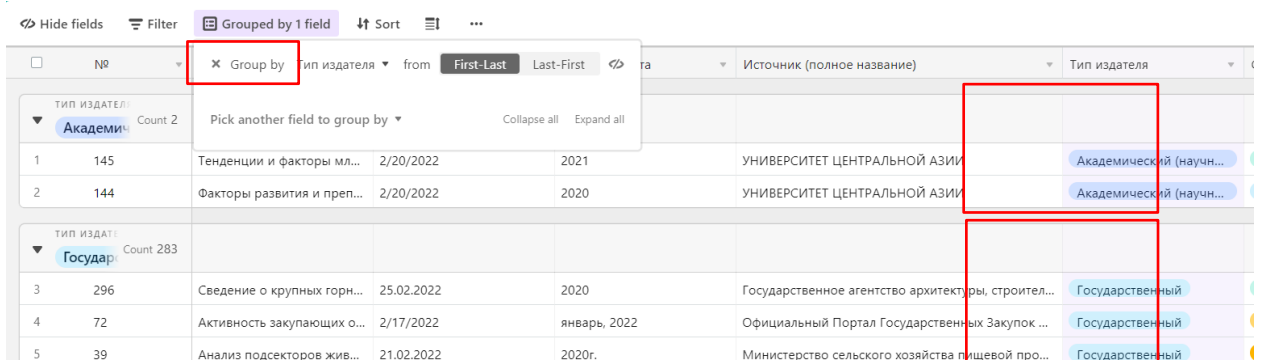 Hide fields Filter Grouped by 1 field Sort ...
№ Источник (полное название) Тип издателя
× Group by Тип издателя from First-Last Last-First
Pick another field to group by Collapse all Expand all
Count 2
1 145 Тенденции и факторы мл... 2/20/2022 2021 УНИВЕРСИТЕТ ЦЕНТРАЛЬНОЙ АЗИИ Академический (научн...
2 144 Факторы развития и преп... 2/20/2022 2020 УНИВЕРСИТЕТ ЦЕНТРАЛЬНОЙ АЗИИ Академический (научн...
Count 283
3 296 Сведение о крупных горн... 25.02.2022 2020 Государственное агентство архитектуры, строител... Государственный
4 72 Активность закупающих о... 2/17/2022 январь, 2022 Официальный Портал Государственных Закупок ... Государственный
5 39 Анализ подсекторов жив... 21.02.2022 2020г. Министерство сельского хозяйства пищевой про... Государственный